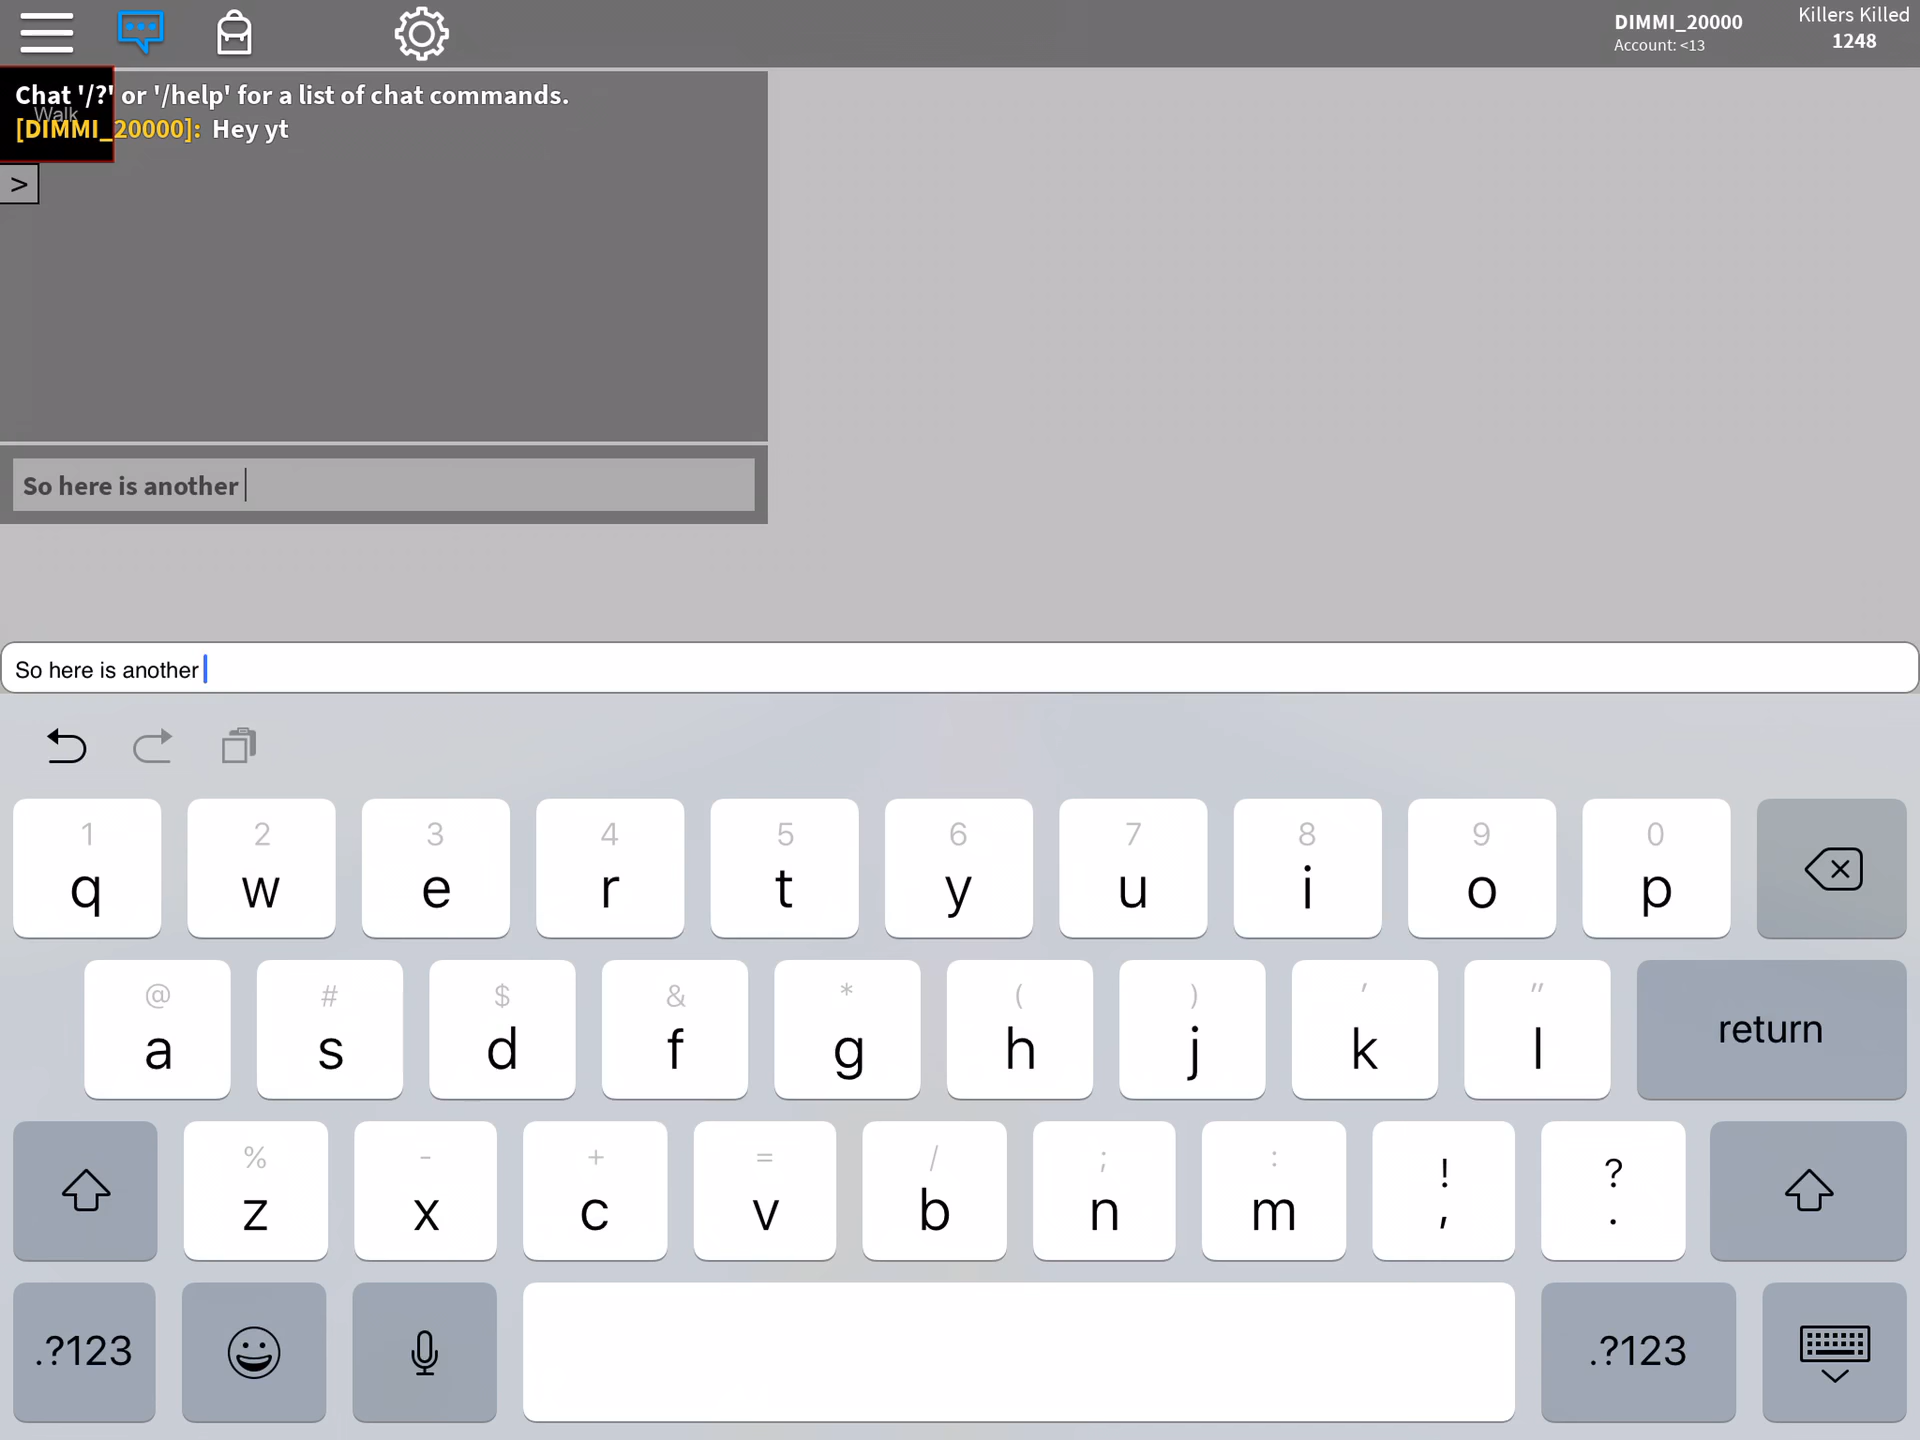 DIMMI_20000
Account: <13
Killers Killed
1248
Chat '/?' or '/help' for a list of chat commands.
Walk
[DIMMI_20000]: Hey yt
>
So here is another
So here is another
1 2 3 4 5 6 7 8 9 0
q w e r t y u i o p
@ # $ & * ( ) ' "
a s d f g h j k l return
% - + = / ; : ! ?
z x c v b n m , .
.?123 .?123